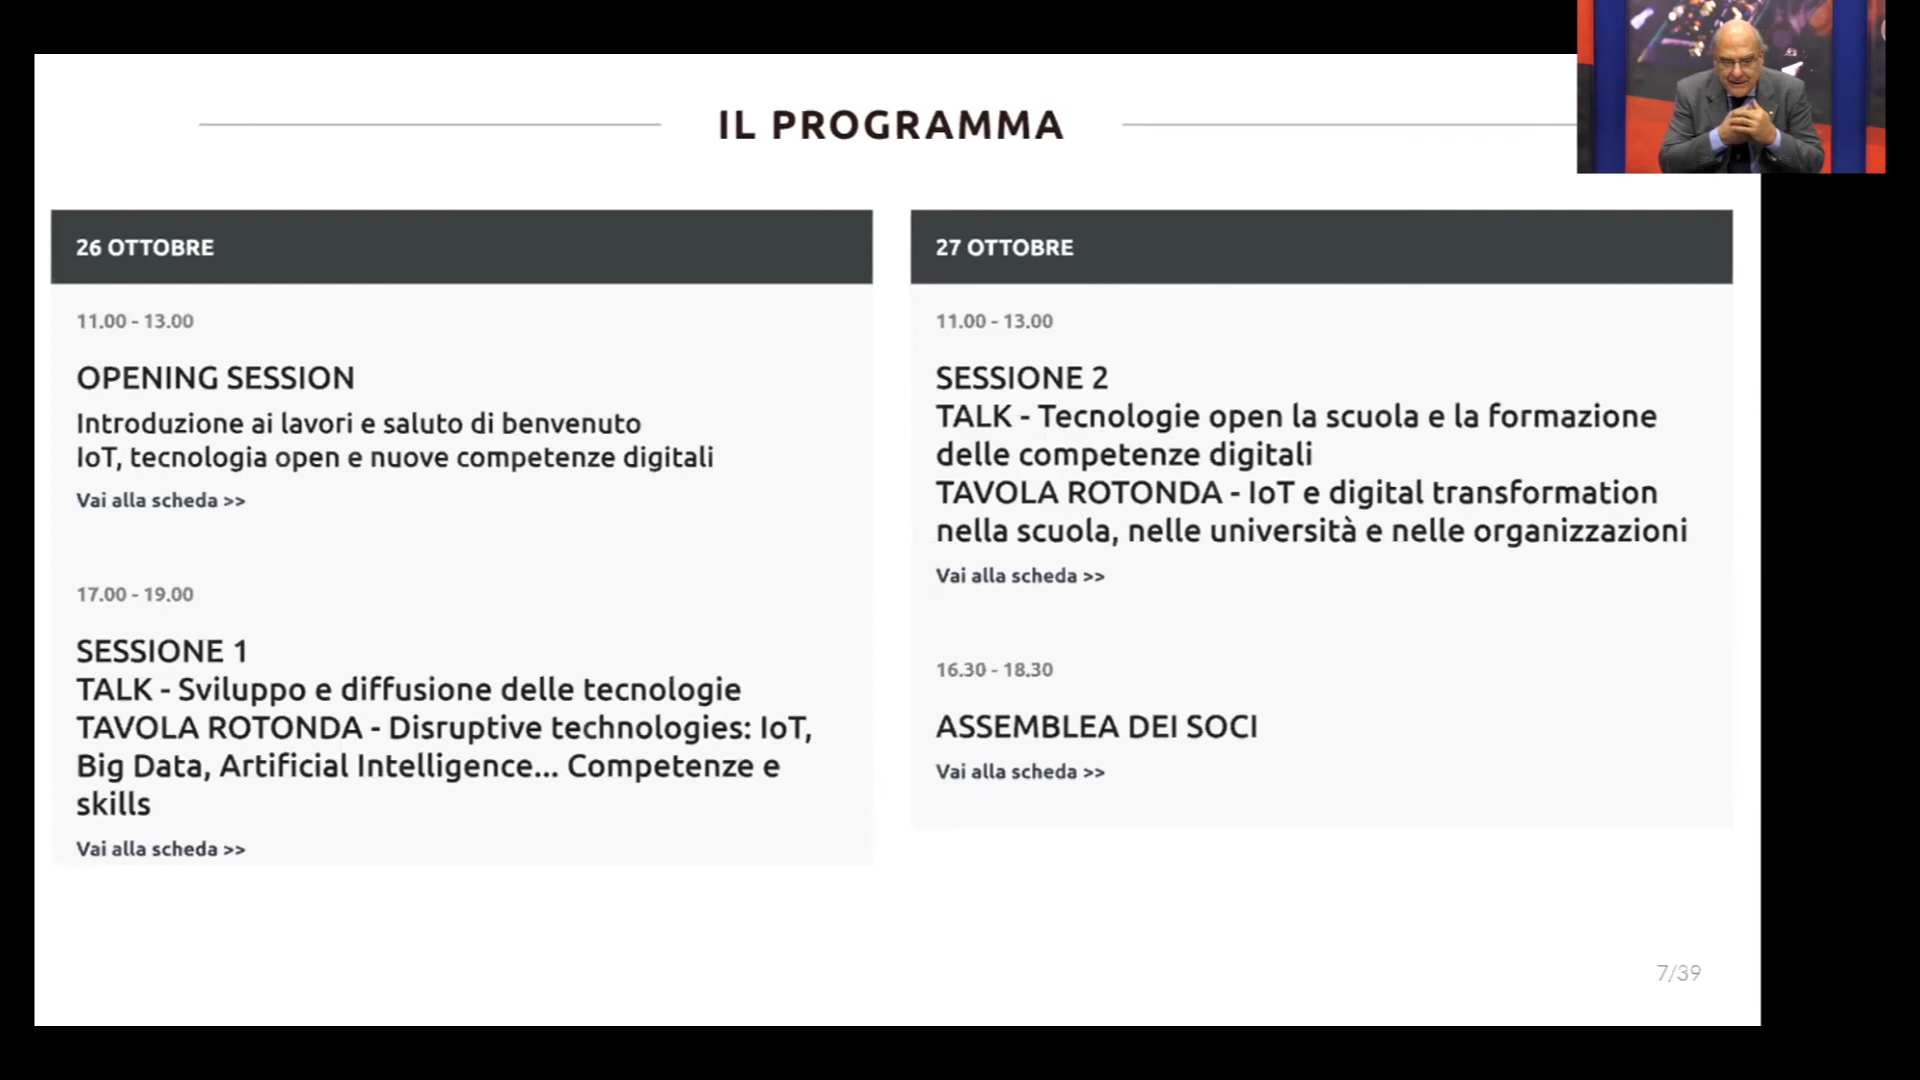 IL PROGRAMMA
26 OTTOBRE
11.00 - 13.00
OPENING SESSION
Introduzione ai lavori e saluto di benvenuto
IoT, tecnologia open e nuove competenze digitali
Vai alla scheda >>
17.00 - 19.00
SESSIONE 1
TALK - Sviluppo e diffusione delle tecnologie
TAVOLA ROTONDA - Disruptive technologies: IoT,
Big Data, Artificial Intelligence... Competenze e
skills
Vai alla scheda >>
27 OTTOBRE
11.00 - 13.00
SESSIONE 2
TALK - Tecnologie open la scuola e la formazione
delle competenze digitali
TAVOLA ROTONDA - IoT e digital transformation
nella scuola, nelle università e nelle organizzazioni
Vai alla scheda >>
16.30 - 18.30
ASSEMBLEA DEI SOCI
Vai alla scheda >>
7/39